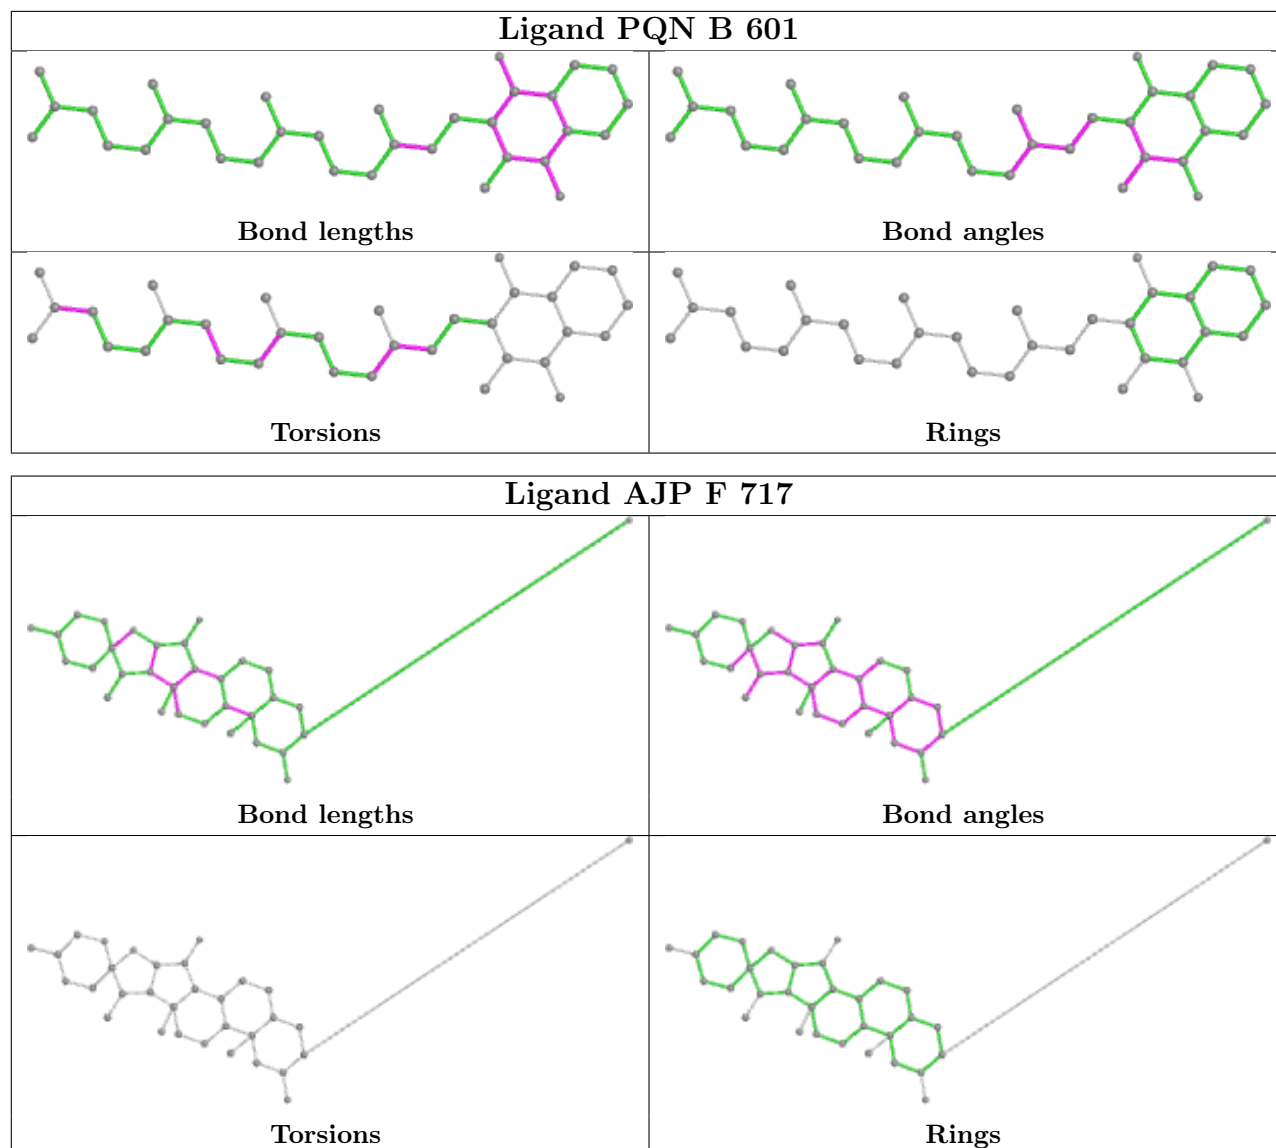 Ligand PQN B 601
Bond lengths
Bond angles
Torsions
Rings
Ligand AJP F 717
Bond lengths
Bond angles
Torsions
Rings